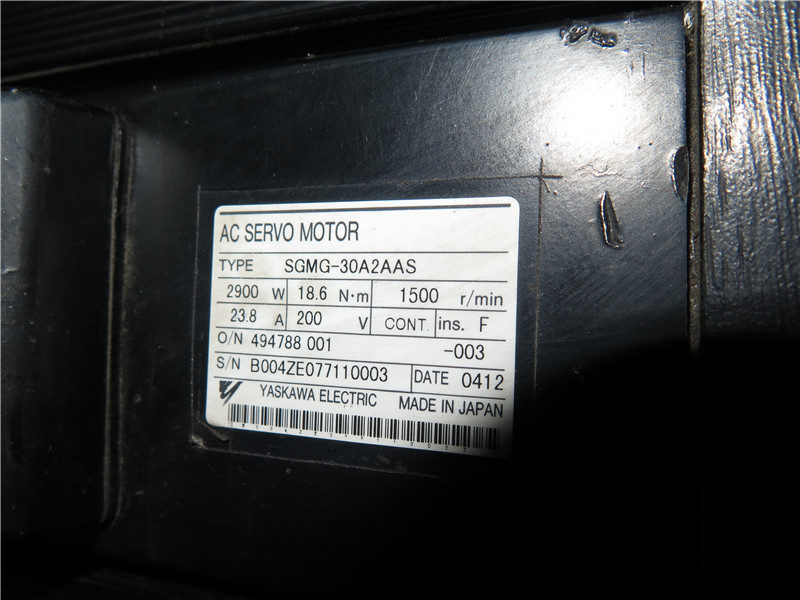 AC SERVO MOTOR
TYPE SGMG-30A2AAS
2900 W 18.6 N·m 1500 r/min
23.8 A 200 V CONT. ins. F
O/N 494788 001 -003
S/N B004ZE077110003 DATE 0412
YASKAWA ELECTRIC MADE IN JAPAN